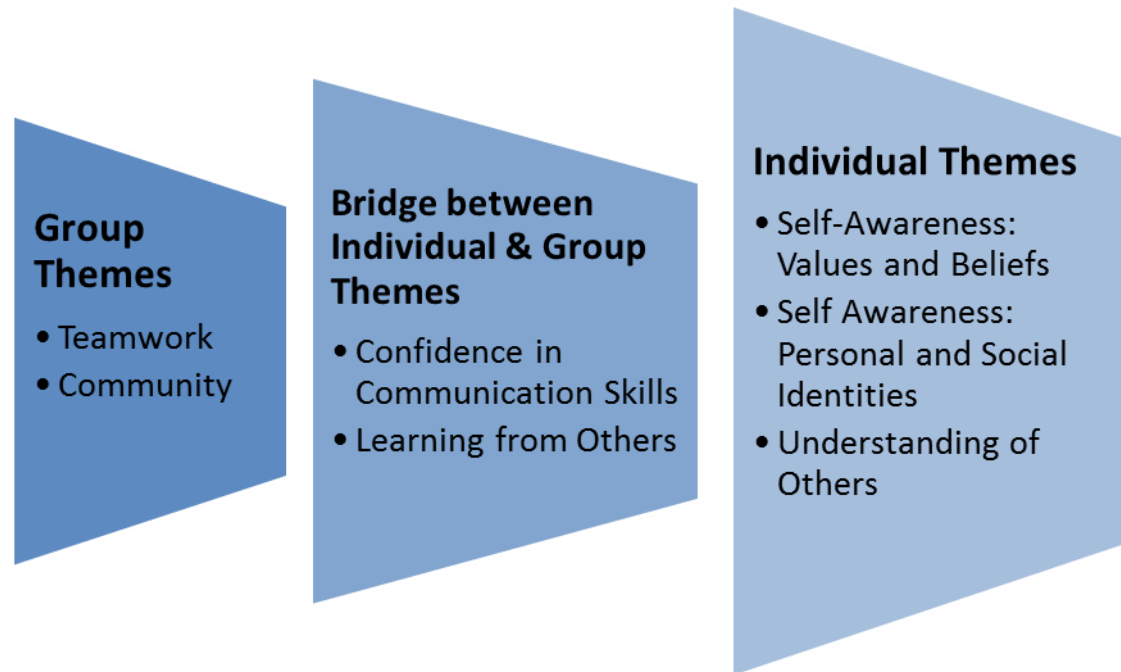 Group
Themes
• Teamwork
• Community
Bridge between
Individual & Group
Themes
• Confidence in
Communication Skills
• Learning from Others
Individual Themes
• Self-Awareness:
Values and Beliefs
• Self Awareness:
Personal and Social
Identities
• Understanding of
Others